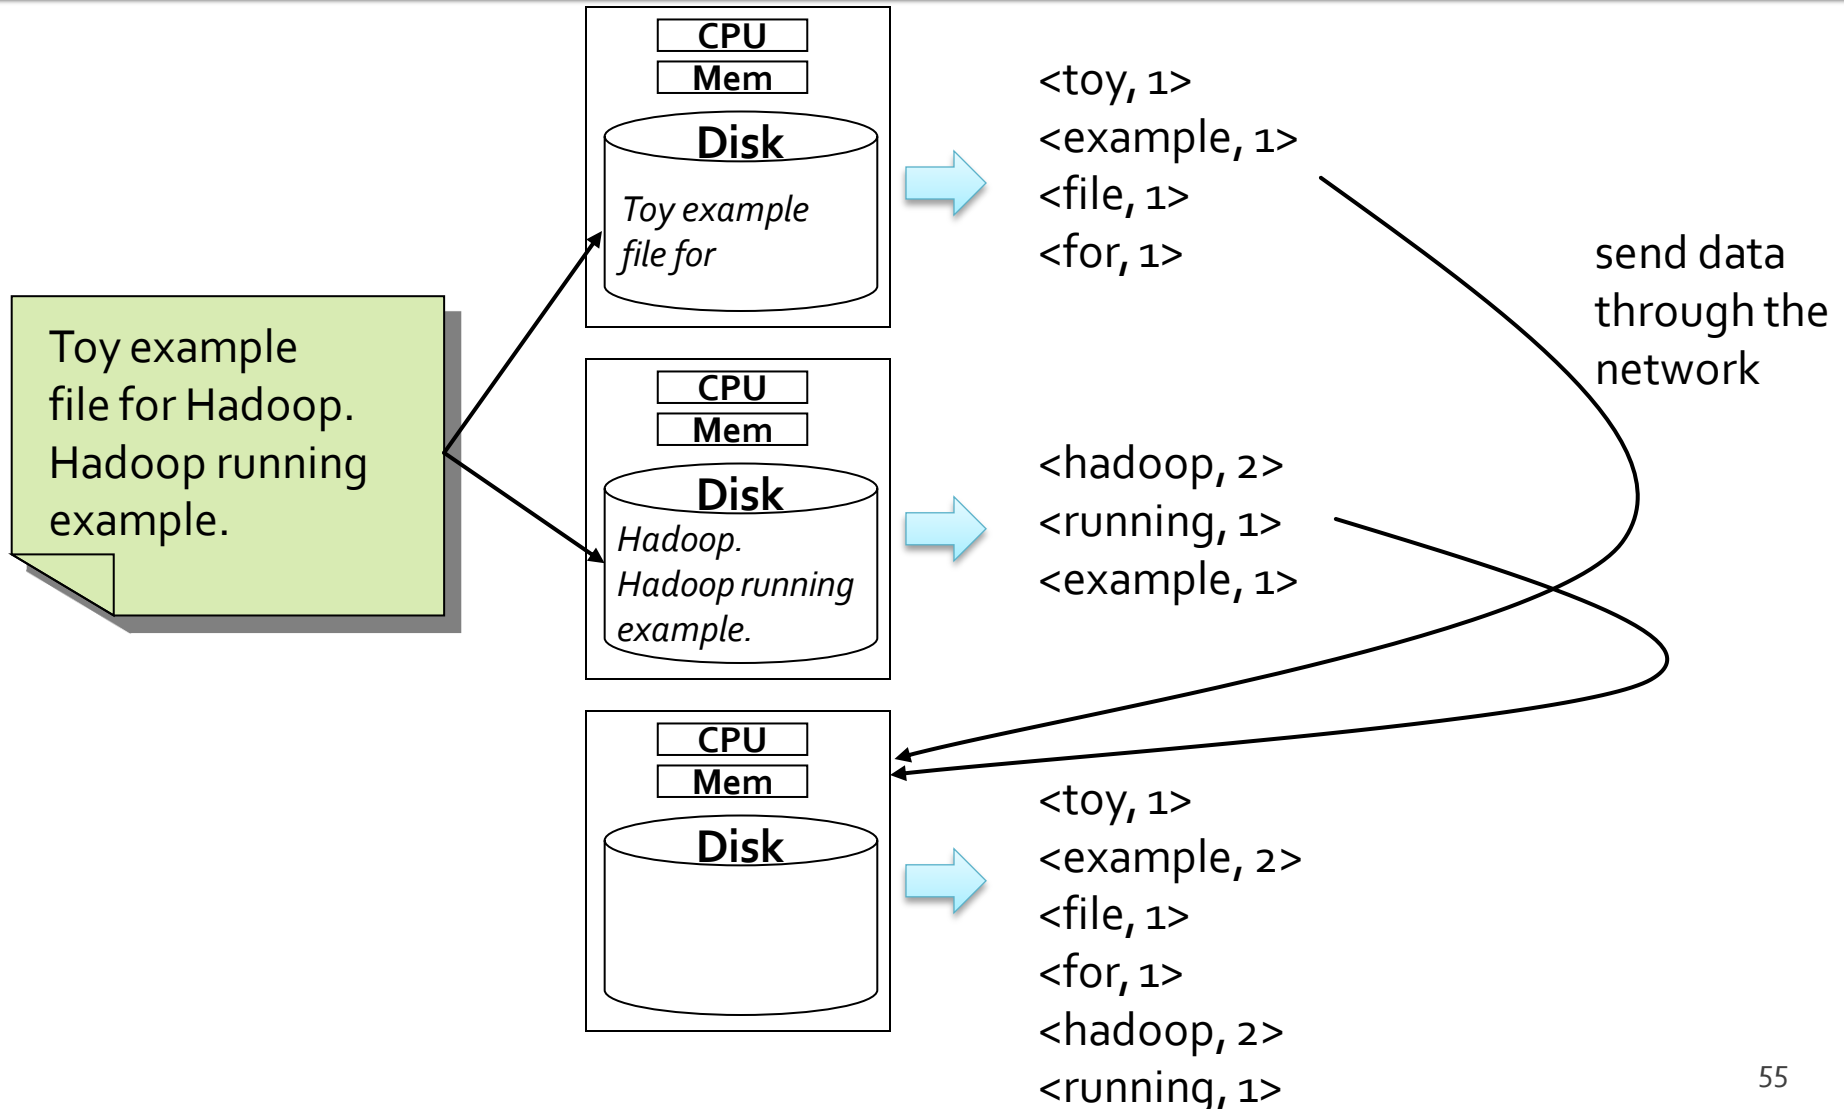 Toy example
file for Hadoop.
Hadoop running
example.
CPU
Mem
Disk
Toy example
file for
<toy, 1>
<example, 1>
<file, 1>
<for, 1>
send data
through the
network
CPU
Mem
Disk
Hadoop.
Hadoop running
example.
<hadoop, 2>
<running, 1>
<example, 1>
CPU
Mem
Disk
<toy, 1>
<example, 2>
<file, 1>
<for, 1>
<hadoop, 2>
<running, 1>
55